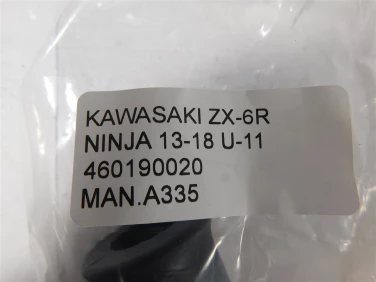 KAWASAKI ZX-6R
NINJA 13-18 U-11
460190020
MAN.A335